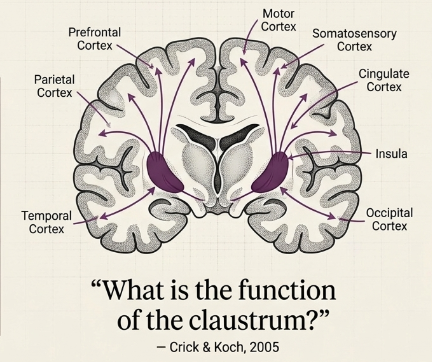 Motor
Cortex
Prefrontal
Cortex
Somatosensory
Cortex
Parietal
Cortex
Cingulate
Cortex
Insula
Temporal
Cortex
Occipital
Cortex
“What is the function
of the claustrum?”
— Crick & Koch, 2005